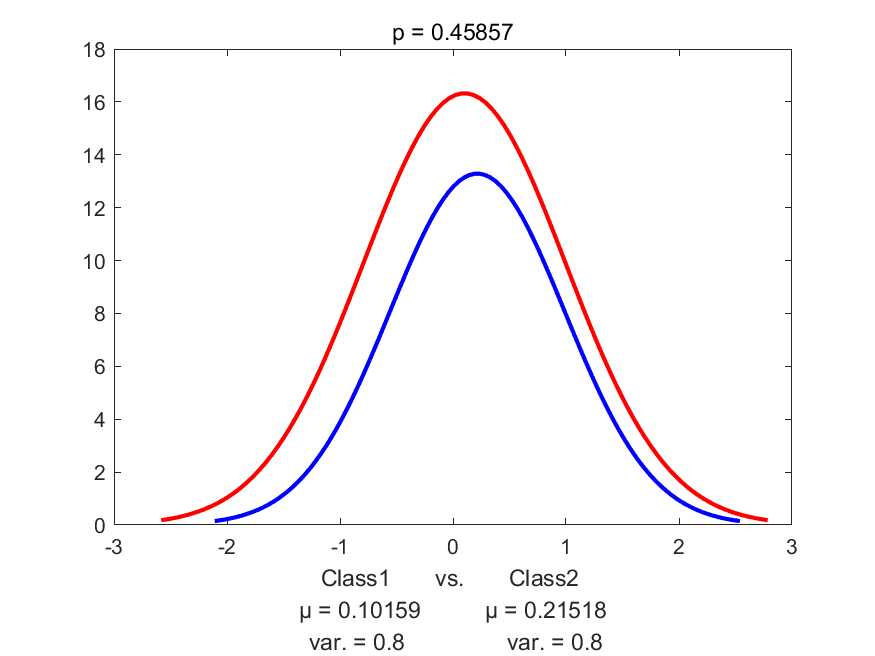 p = 0.45857
18
16
14
12
10
8
6
4
2
0
-3 -2 -1 0 1 2 3
Class1 vs. Class2
μ = 0.10159 μ = 0.21518
var. = 0.8 var. = 0.8